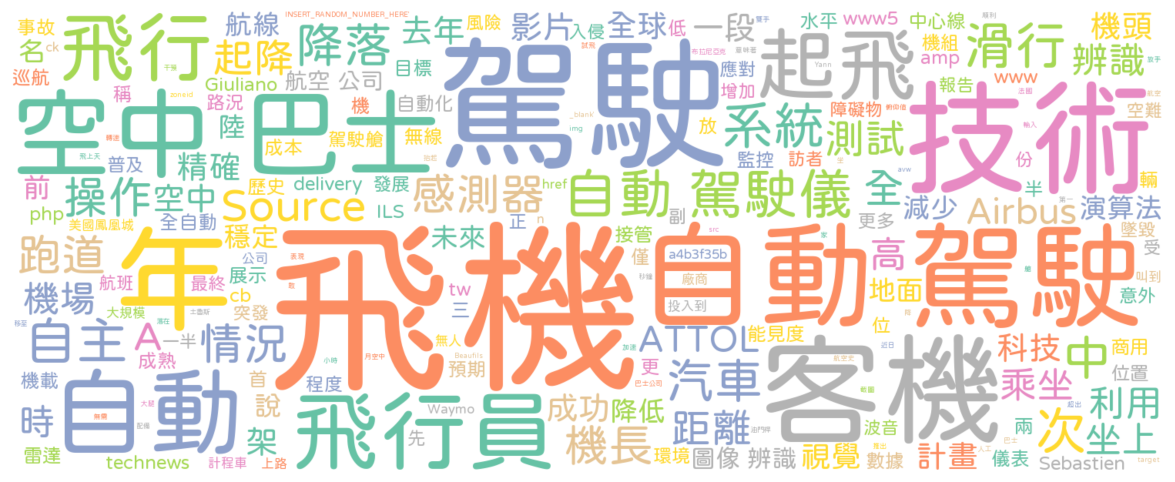 事故
航線
INSERT_RANDOM_NUMBER_HERE
影片
入侵
全球
低
一段
水平
www5
中心線
機頭
名
ck
飛行
起降
降落
去年
風險
機組
amp
滑行
辨識
巡航
Giuliano
航空 公司
目標
駕駛
布拉尼亞克
應對
增加
起飛
Yann
報告
www
稱
路況
機
自動化
障礙物
空難
空中巴士
陸
成本
駕駛艙
無線
_blank
img
放
系統
測試
監控
訪者
技術
份
前
普及
精確
操作
空中
歷史
delivery
發展
感測器
href
自動 駕駛儀
全
半
輛
減少
演算法
php
美國鳳凰城
全自動
Source
ILS
正
n
副
更多
Airbus
墜毀
受
跑道
年
穩定
公司
未來
接管
src
高
航班
最終
展示
飛機
僅
a4b3f35b
廠商
投入到
自動駕駛
地面
叫到
意外
機場
大規模
cb
突發
tw
三
無人
能見度
位
自主
A
一半
情況
ATTOL
科技
中
商用
成熟
小時
Beaufilc
更
客機
位置
機載
自動
首
程度
預期
汽車
乘坐
時
說
飛行員
Waymo
成功
降低
距離
次
利用
架
先
機長
波音
坐上
雷達
technews
計程車
上路
環境
圖像 辨識
視覺
數據
計畫
儀表
兩
Sebastien
target